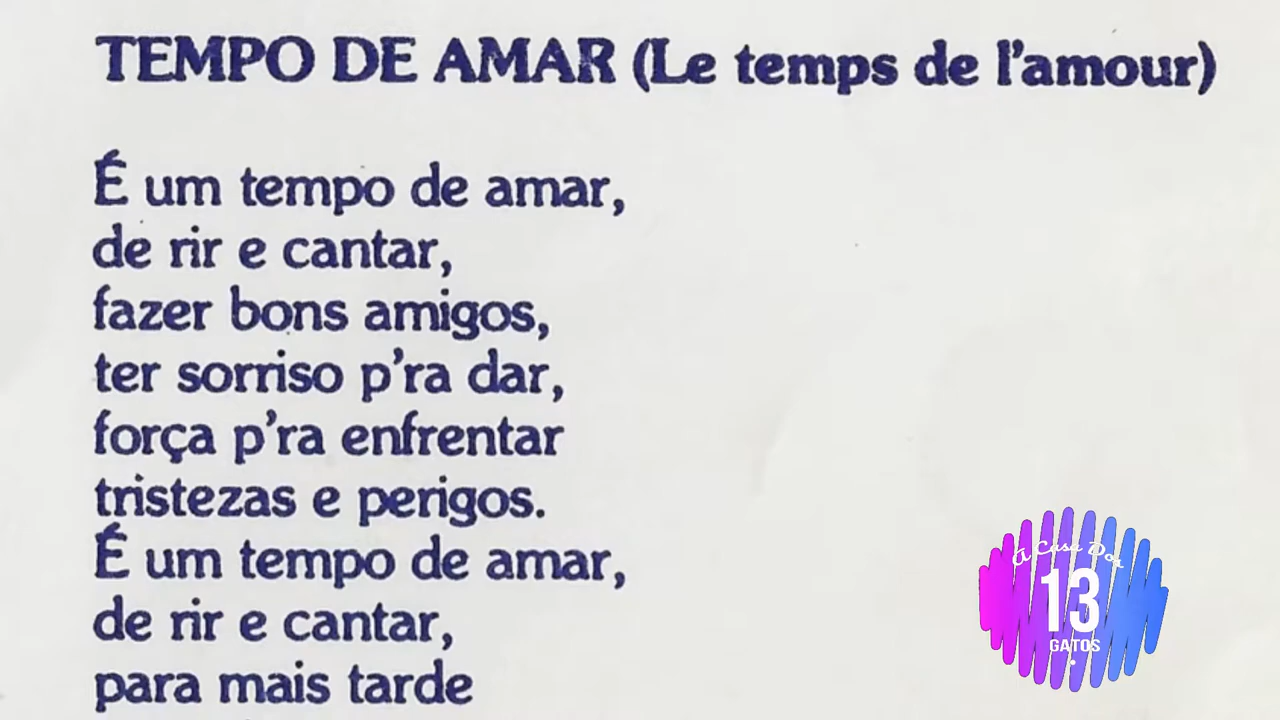 TEMPO DE AMAR (Le temps de l'amour)
É um tempo de amar,
de rir e cantar,
fazer bons amigos,
ter sorriso p'ra dar,
força p'ra enfrentar
tristezas e perigos.
É um tempo de amar,
de rir e cantar,
para mais tarde
A Casa Dos
13
GATOS